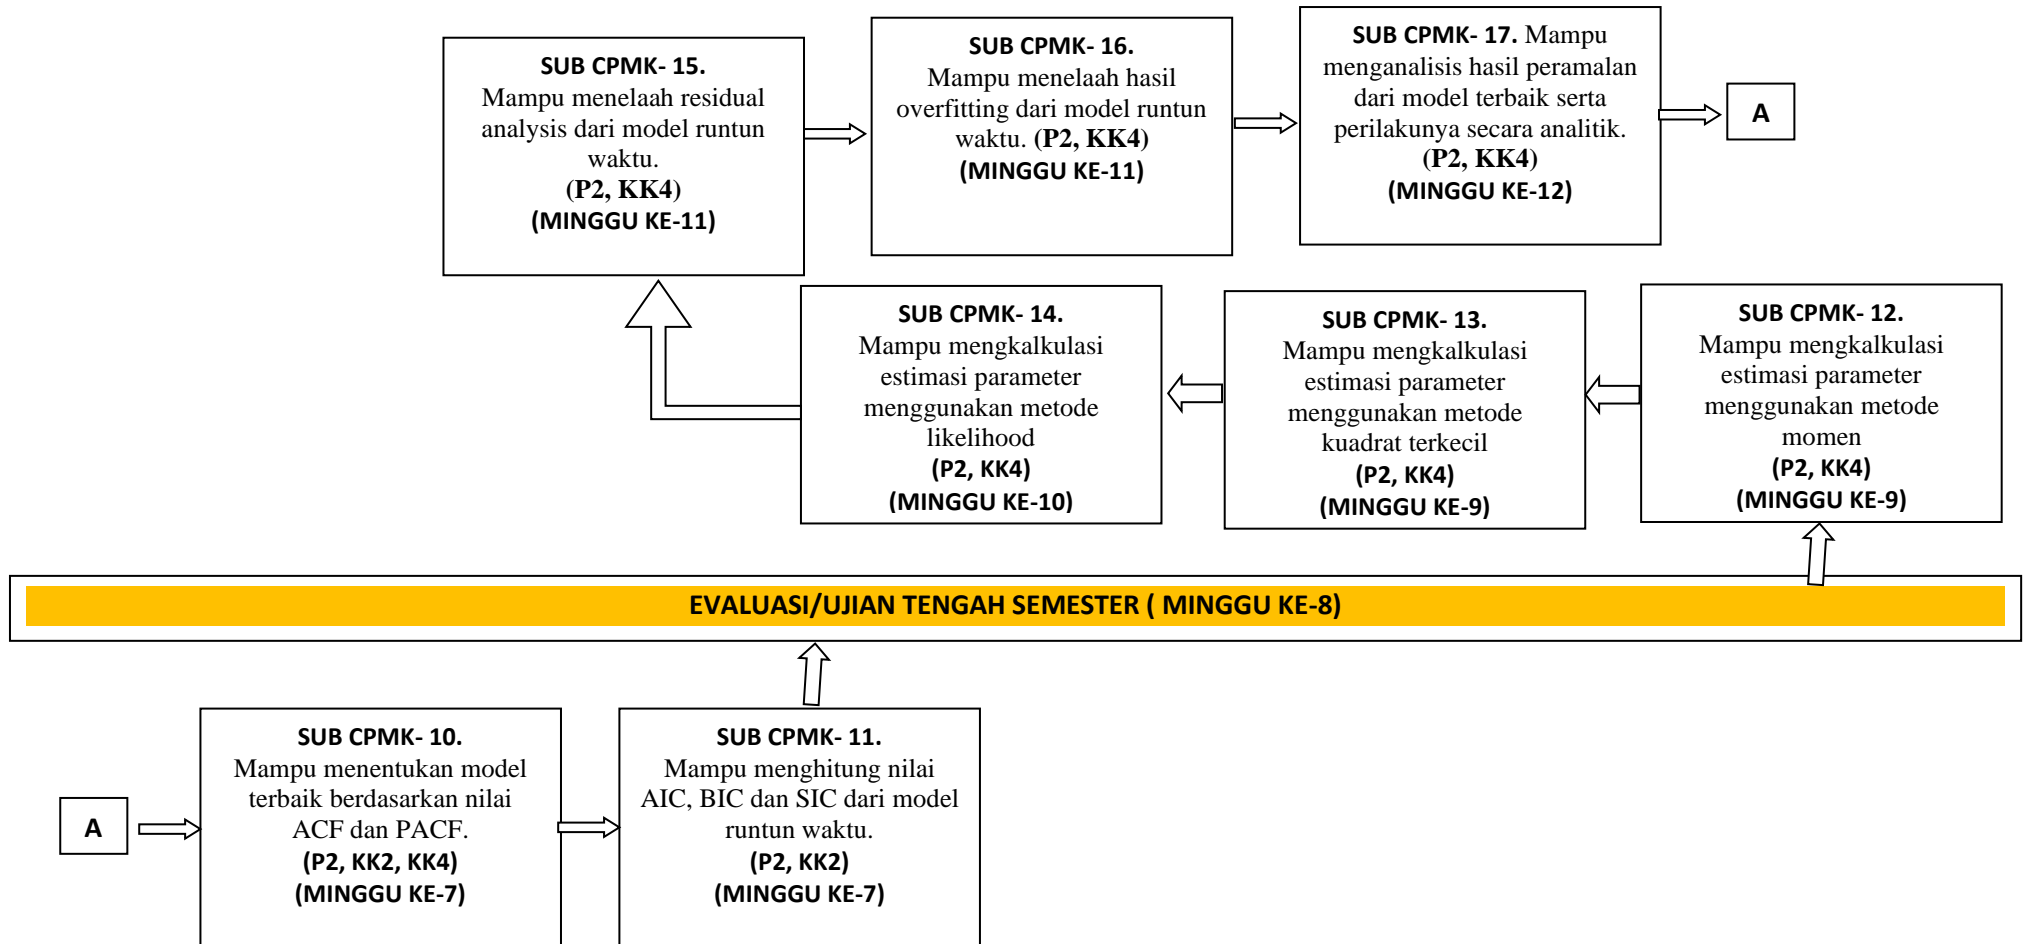 SUB CPMK- 15.
Mampu menelaah residual
analysis dari model runtun
waktu.
(P2, KK4)
(MINGGU KE-11)
SUB CPMK- 16.
Mampu menelaah hasil
overfitting dari model runtun
waktu. (P2, KK4)
(MINGGU KE-11)
SUB CPMK- 17. Mampu
menganalisis hasil peramalan
dari model terbaik serta
perilakunya secara analitik.
(P2, KK4)
(MINGGU KE-12)
A
SUB CPMK- 14.
Mampu mengkalkulasi
estimasi parameter
menggunakan metode
likelihood
(P2, KK4)
(MINGGU KE-10)
SUB CPMK- 13.
Mampu mengkalkulasi
estimasi parameter
menggunakan metode
kuadrat terkecil
(P2, KK4)
(MINGGU KE-9)
SUB CPMK- 12.
Mampu mengkalkulasi
estimasi parameter
menggunakan metode
momen
(P2, KK4)
(MINGGU KE-9)
EVALUASI/UJIAN TENGAH SEMESTER ( MINGGU KE-8)
A
SUB CPMK- 10.
Mampu menentukan model
terbaik berdasarkan nilai
ACF dan PACF.
(P2, KK2, KK4)
(MINGGU KE-7)
SUB CPMK- 11.
Mampu menghitung nilai
AIC, BIC dan SIC dari model
runtun waktu.
(P2, KK2)
(MINGGU KE-7)